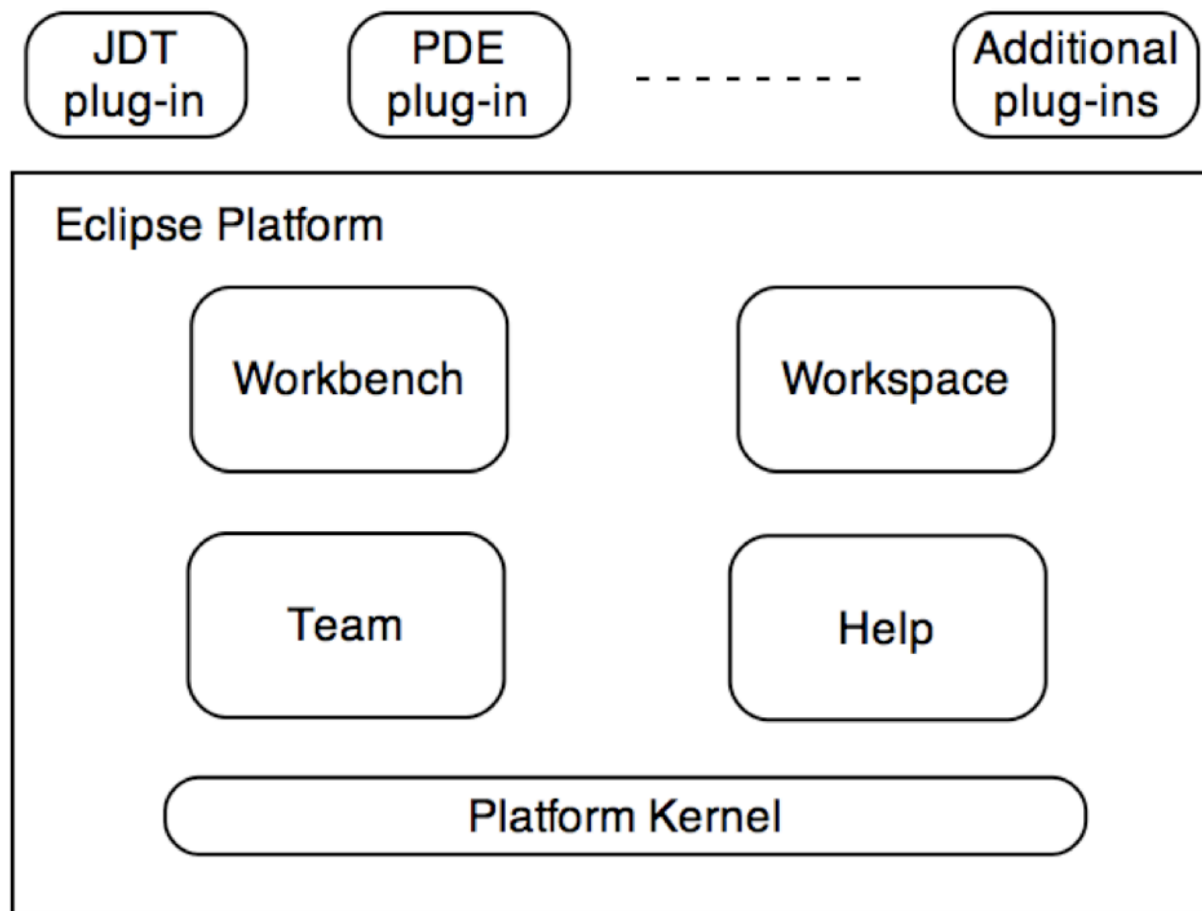 JDT
plug-in
PDE
plug-in
Additional
plug-ins
Eclipse Platform
Workbench
Workspace
Team
Help
Platform Kernel